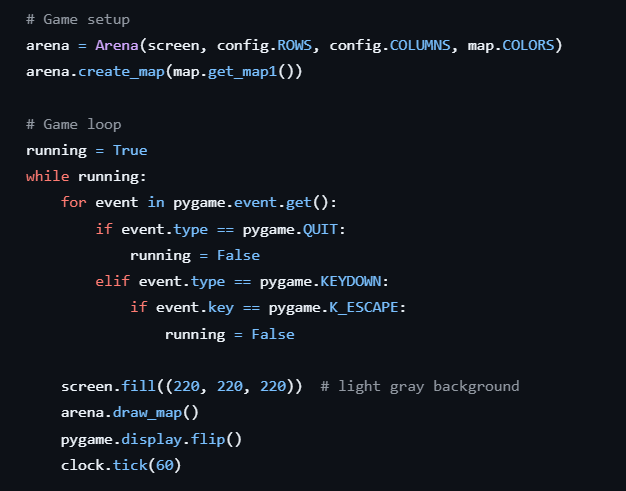 # Game setup
arena = Arena(screen, config.ROWS, config.COLUMNS, map.COLORS)
arena.create_map(map.get_map1())

# Game loop
running = True
while running:
    for event in pygame.event.get():
        if event.type == pygame.QUIT:
            running = False
        elif event.type == pygame.KEYDOWN:
            if event.key == pygame.K_ESCAPE:
                running = False

    screen.fill((220, 220, 220))  # light gray background
    arena.draw_map()
    pygame.display.flip()
    clock.tick(60)